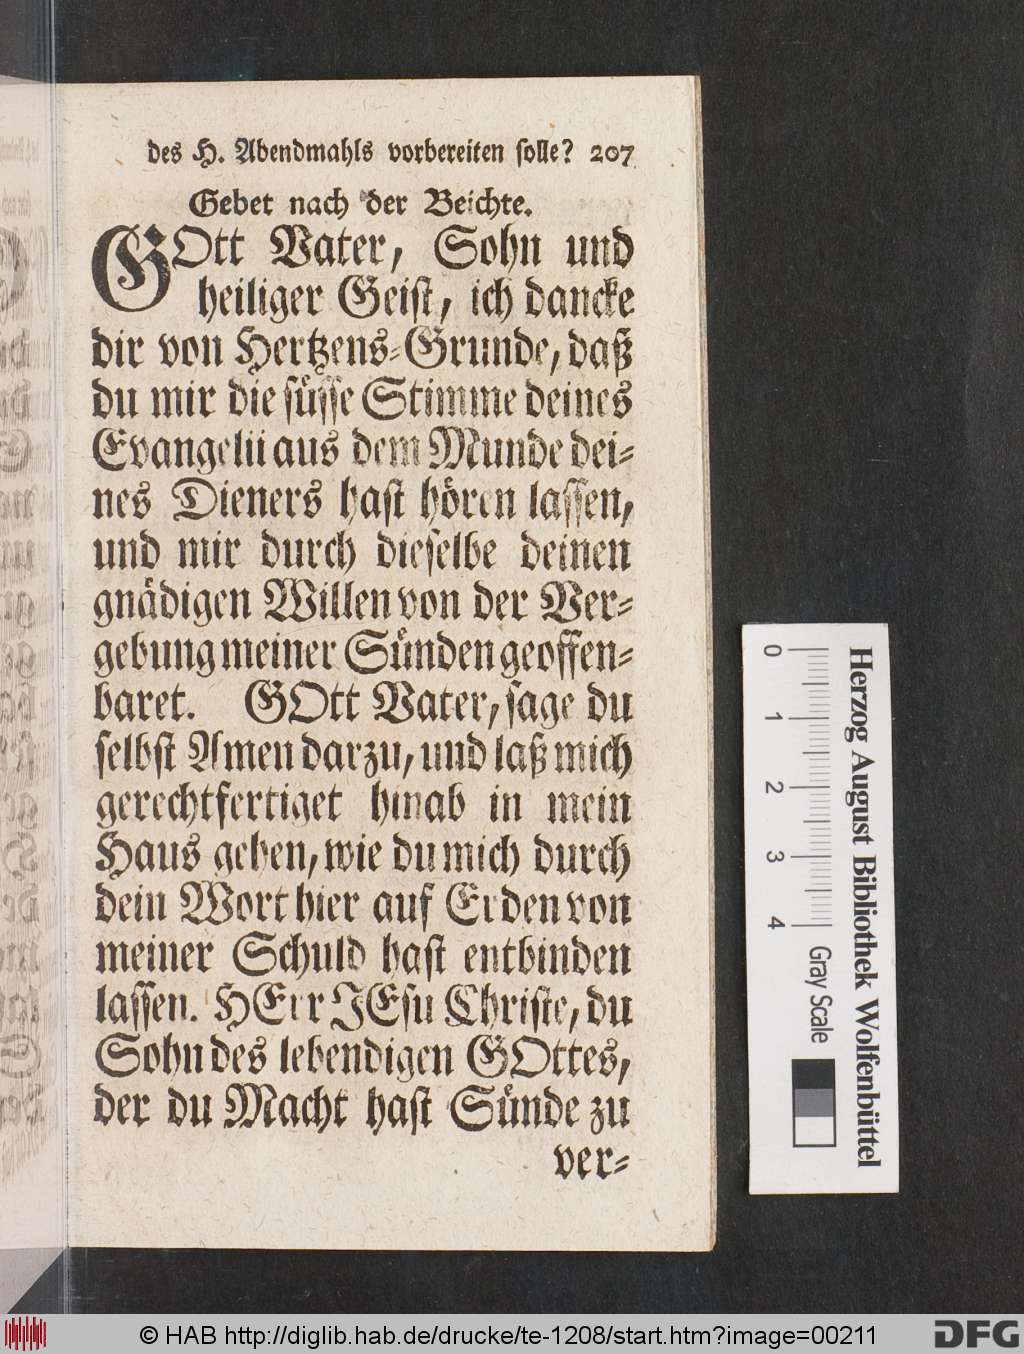 des H. Abendmahls vorbereiten solle? 207
Gebet nach der Beichte.
GOtt Vater, Sohn und
heiliger Geist, ich dancke
dir von Hertzens-Grunde, daß
du mir die süsse Stimme deines
Evangelii aus dem Munde dei-
nes Dieners hast hören lassen,
und mir durch dieselbe deinen
gnädigen Willen von der Ver-
gebung meiner Sünden geoffen-
baret. GOtt Vater, sage du
selbst Amen darzu, und laß mich
gerechtfertiget hinab in mein
Haus gehen, wie du mich durch
dein Wort hier auf Erden von
meiner Schuld hast entbinden
lassen. HErr JEsu Christe, du
Sohn des lebendigen GOttes,
der du Macht hast Sünde zu
ver-
0 1 2 3 4
Gray Scale
Herzog August Bibliothek Wolfenbüttel
© HAB http://diglib.hab.de/drucke/te-1208/start.htm?image=00211
DFG